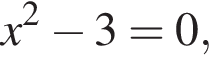 x² − 3 = 0,